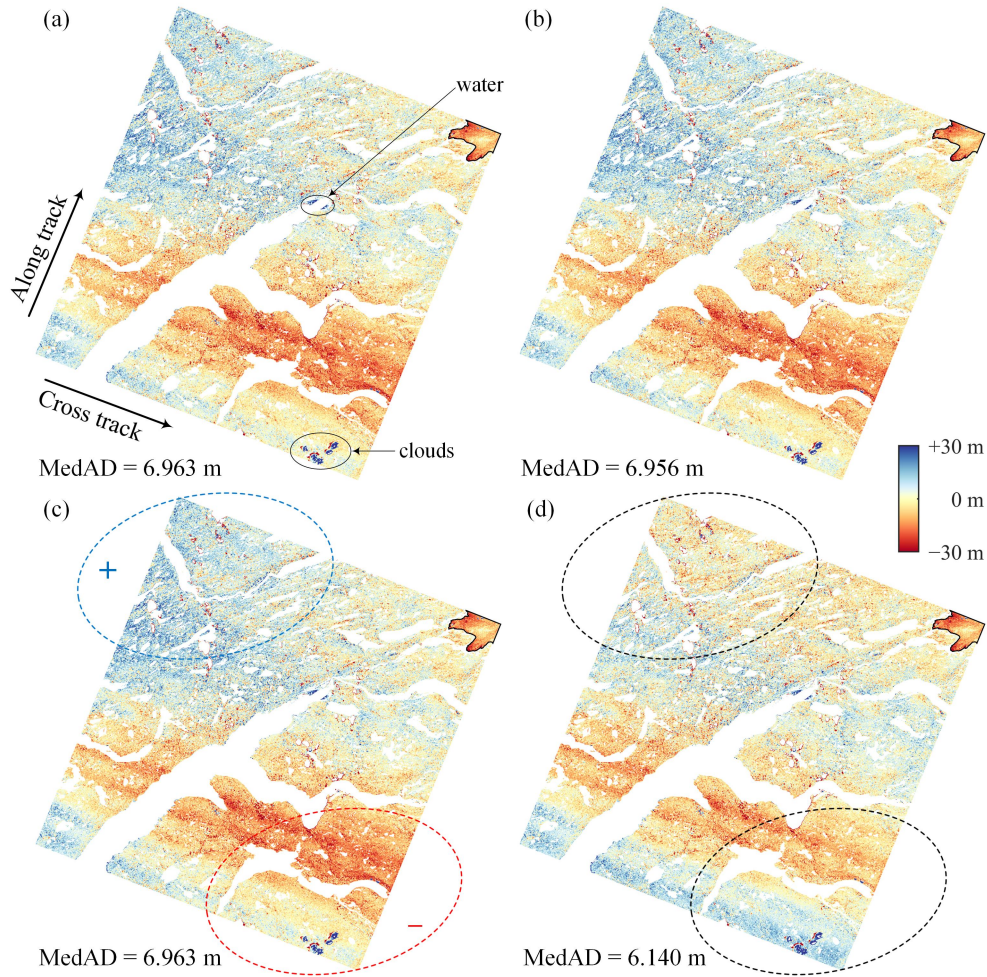 (a)
(b)
water
Along track
Cross track
clouds
MedAD = 6.963 m
MedAD = 6.956 m
+30 m
0 m
−30 m
(c)
(d)
+
−
MedAD = 6.963 m
MedAD = 6.140 m